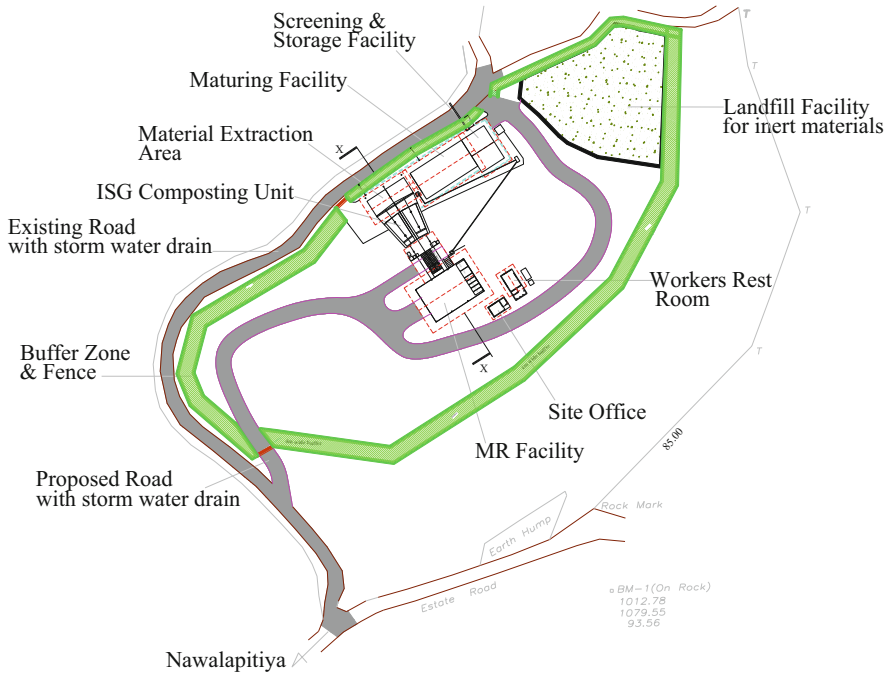 Screening &
Storage Facility
Maturing Facility
Material Extraction
Area
ISG Composting Unit
Existing Road
with storm water drain
Buffer Zone
& Fence
Proposed Road
with storm water drain
Nawalapitiya
Landfill Facility
for inert materials
Workers Rest
Room
Site Office
MR Facility
X
X
T
T
T
T
85.00
Rock Mark
Earth Hump
Estate Road
BM-1(On Rock)
1012.78
1079.55
93.56